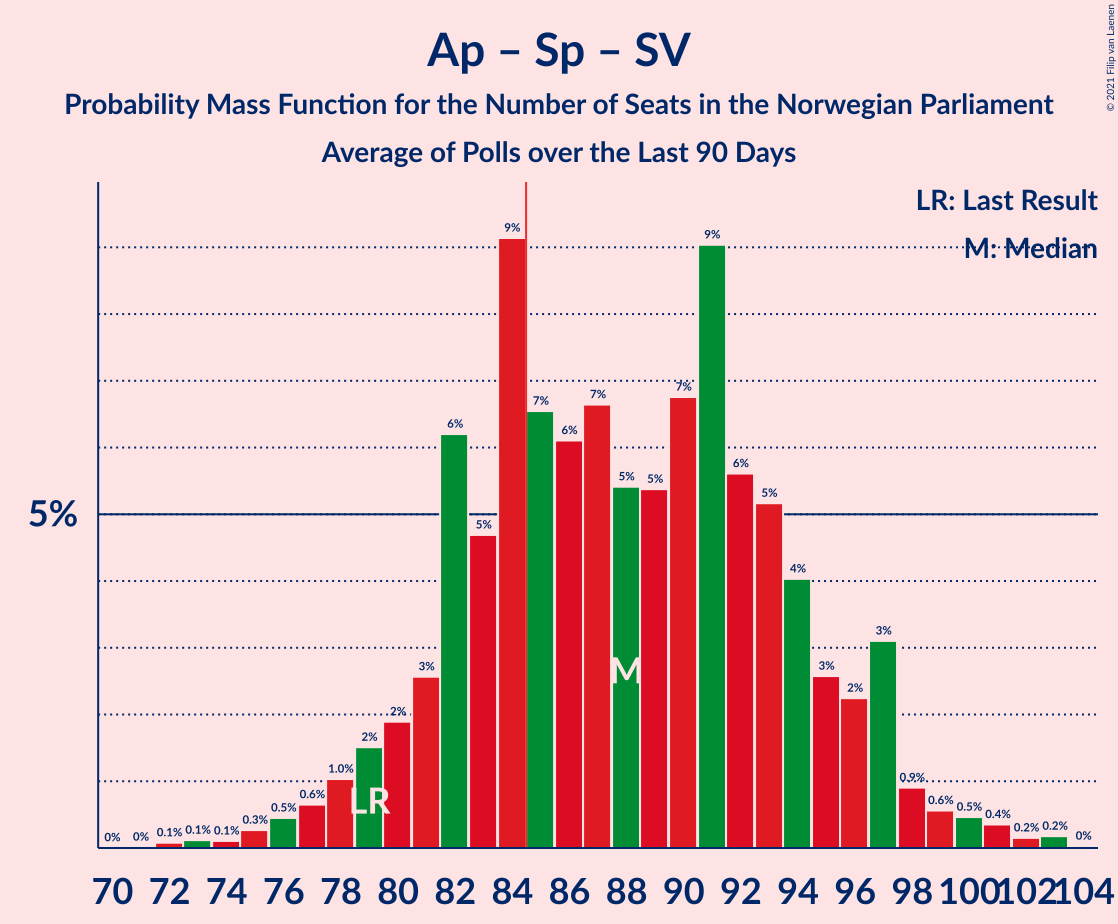 Ap – Sp – SV
Probability Mass Function for the Number of Seats in the Norwegian Parliament
Average of Polls over the Last 90 Days
© 2021 Filip van Laenen
LR: Last Result
M: Median
5%
0% 0% 0.1% 0.1% 0.1% 0.3% 0.5% 0.6% 1.0% 2% 2% 3% 6% 5% 9% 7% 6% 7% 5% 5% 7% 9% 6% 5% 4% 3% 2% 3% 0.9% 0.6% 0.5% 0.4% 0.2% 0.2% 0%
LR
M
70 72 74 76 78 80 82 84 86 88 90 92 94 96 98 100 102 104